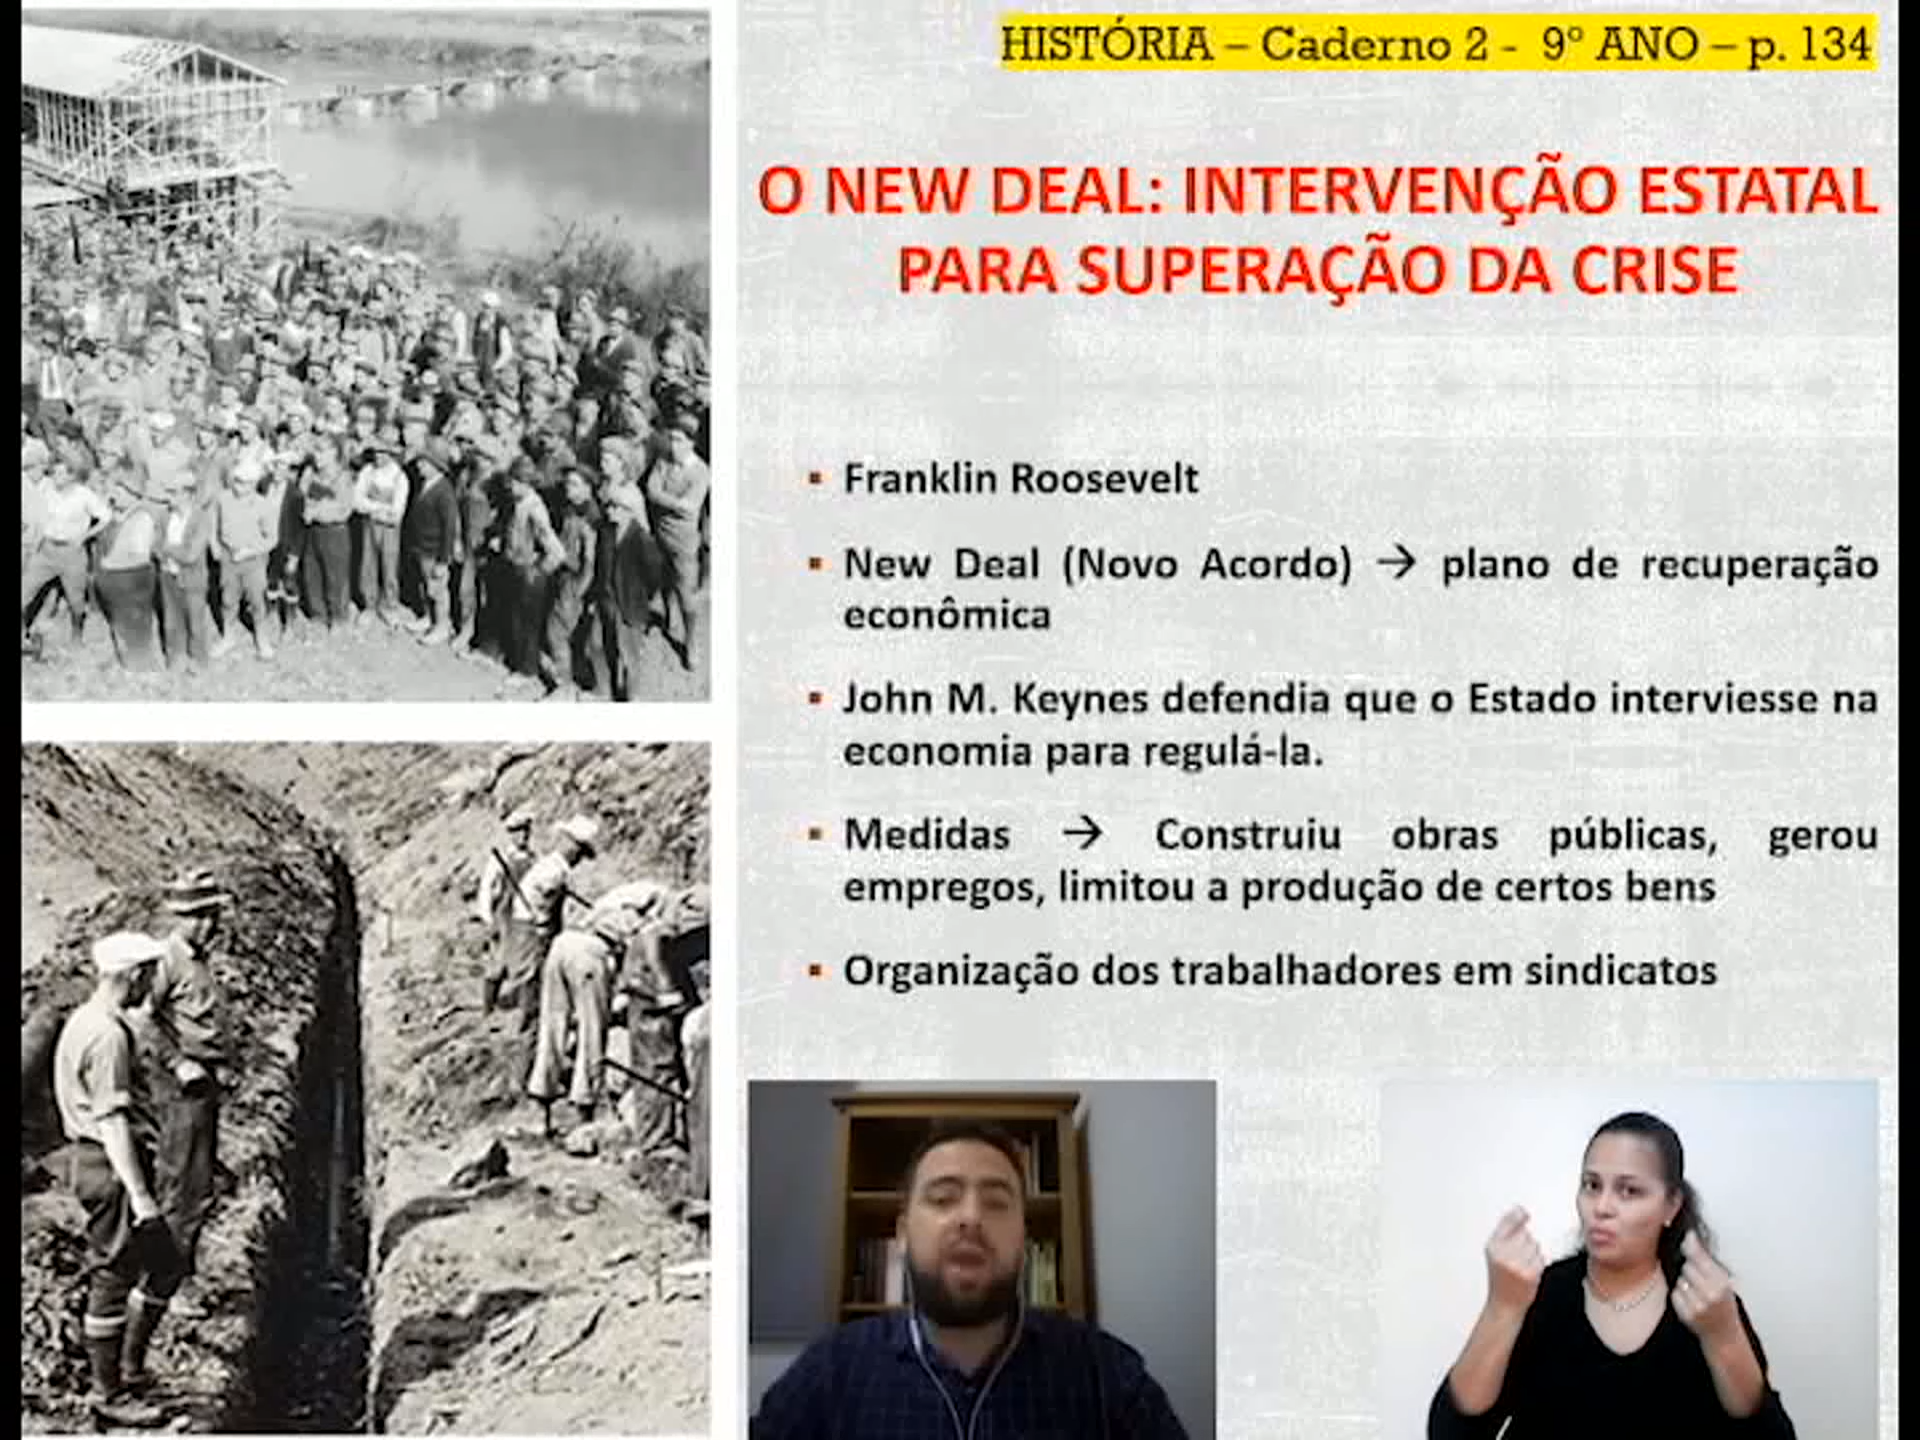 HISTÓRIA – Caderno 2 - 9º ANO – p. 134
O NEW DEAL: INTERVENÇÃO ESTATAL
PARA SUPERAÇÃO DA CRISE
▪ Franklin Roosevelt
▪ New Deal (Novo Acordo) → plano de recuperação
econômica
▪ John M. Keynes defendia que o Estado interviesse na
economia para regulá-la.
▪ Medidas → Construiu obras públicas, gerou
empregos, limitou a produção de certos bens
▪ Organização dos trabalhadores em sindicatos